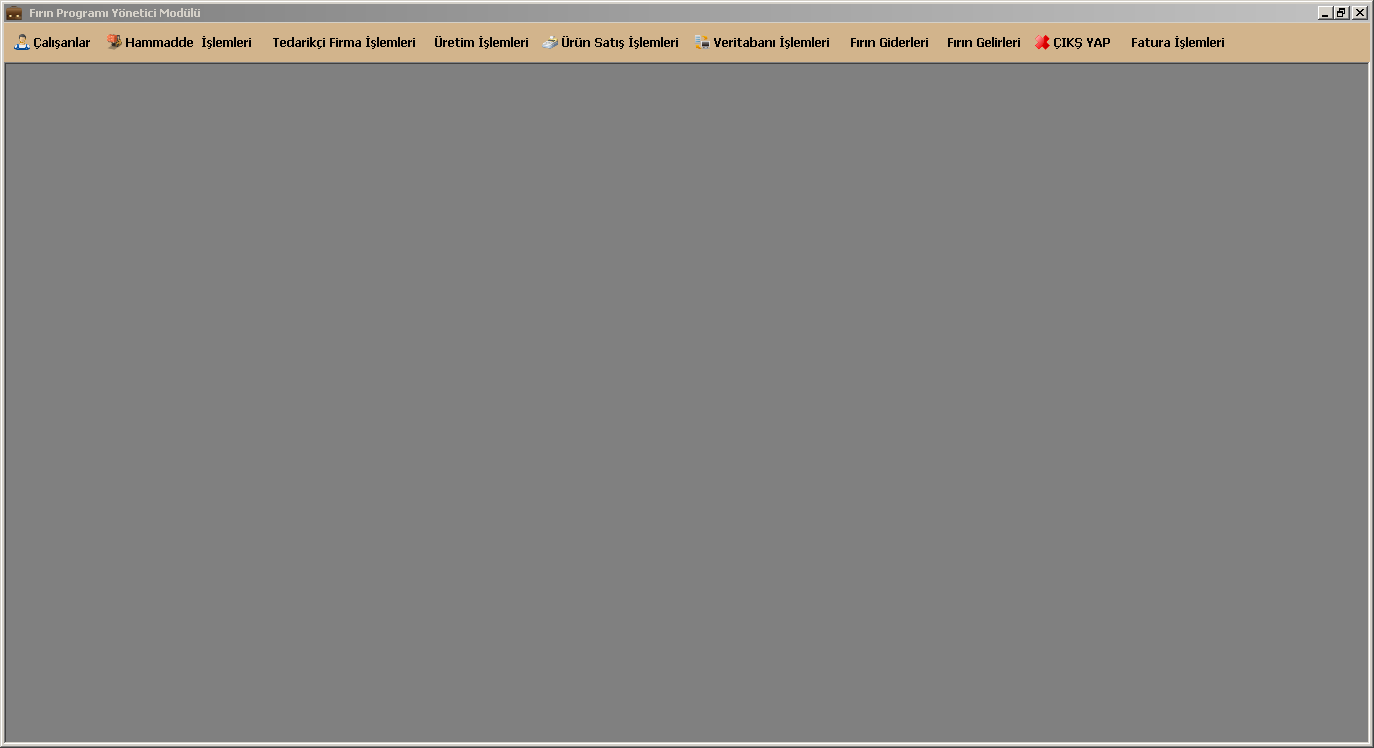 Fırın Programı Yönetici Modülü
Çalışanlar Hammadde İşlemleri Tedarikçi Firma İşlemleri Üretim İşlemleri Ürün Satış İşlemleri Veritabanı İşlemleri Fırın Giderleri Fırın Gelirleri ÇIKŞ YAP Fatura İşlemleri